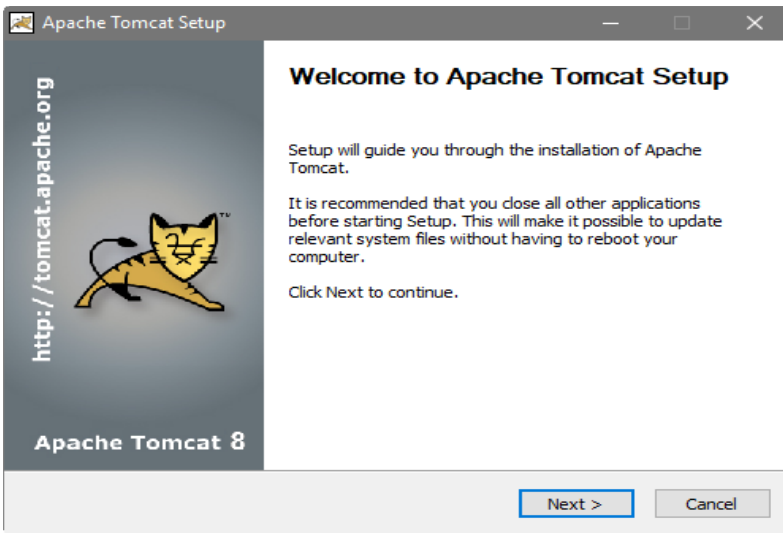 Apache Tomcat Setup
http://tomcat.apache.org
TM
Apache Tomcat 8
Welcome to Apache Tomcat Setup
Setup will guide you through the installation of Apache
Tomcat.
It is recommended that you close all other applications
before starting Setup. This will make it possible to update
relevant system files without having to reboot your
computer.
Click Next to continue.
Next >
Cancel